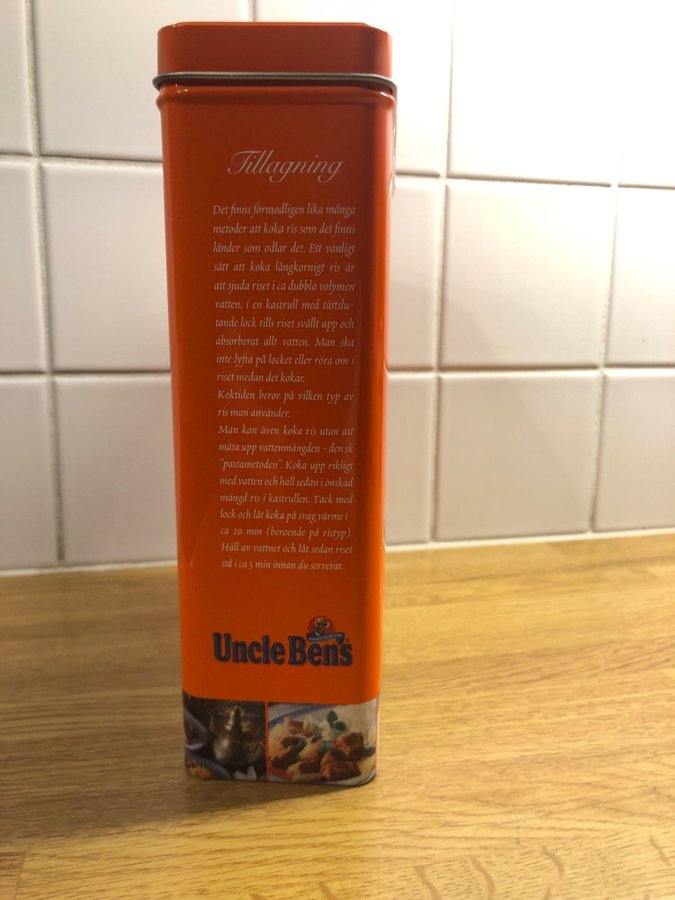 Tillagning
Det finns förmodligen lika många
metoder att koka ris som det finns
länder som odlar det. Ett vanligt
sätt att koka långkornigt ris är
att sjuda riset i ca dubbla volymen
vatten, i en kastrull med tättslu-
tande lock tills riset svällt upp och
absorberat allt vatten. Man ska
inte lyfta på locket eller röra om i
riset medan det kokar.
Koktiden beror på vilken typ av
ris man använder.
Man kan även koka ris utan att
mäta upp vattenmängden - den sk
"pastametoden". Koka upp rikligt
med vatten och häll sedan i önskad
mängd ris i kastrullen. Täck med
lock och låt koka på svag värme i
ca 20 min (beroende på ristyp).
Häll av vattnet och låt sedan riset
stå i ca 5 min innan du serverar.
Uncle Ben's